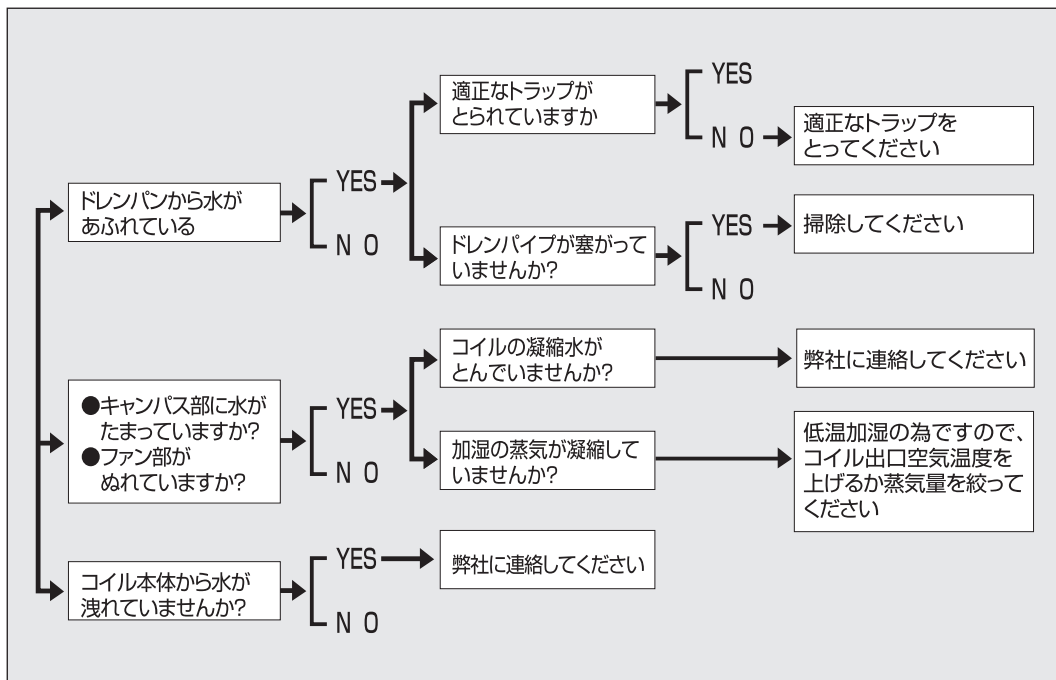 適正なトラップが
とられていますか
YES
N O
適正なトラップを
とってください
ドレンパンから水が
あふれている
YES
N O
ドレンパイプが塞がって
いませんか?
YES
N O
掃除してください
●キャンパス部に水が
たまっていますか?
●ファン部が
ぬれていますか?
YES
N O
コイルの凝縮水が
とんでいませんか?
弊社に連絡してください
加湿の蒸気が凝縮して
いませんか?
低温加湿の為ですので、
コイル出口空気温度を
上げるか蒸気量を絞って
ください
コイル本体から水が
洩れていませんか?
YES
N O
弊社に連絡してください